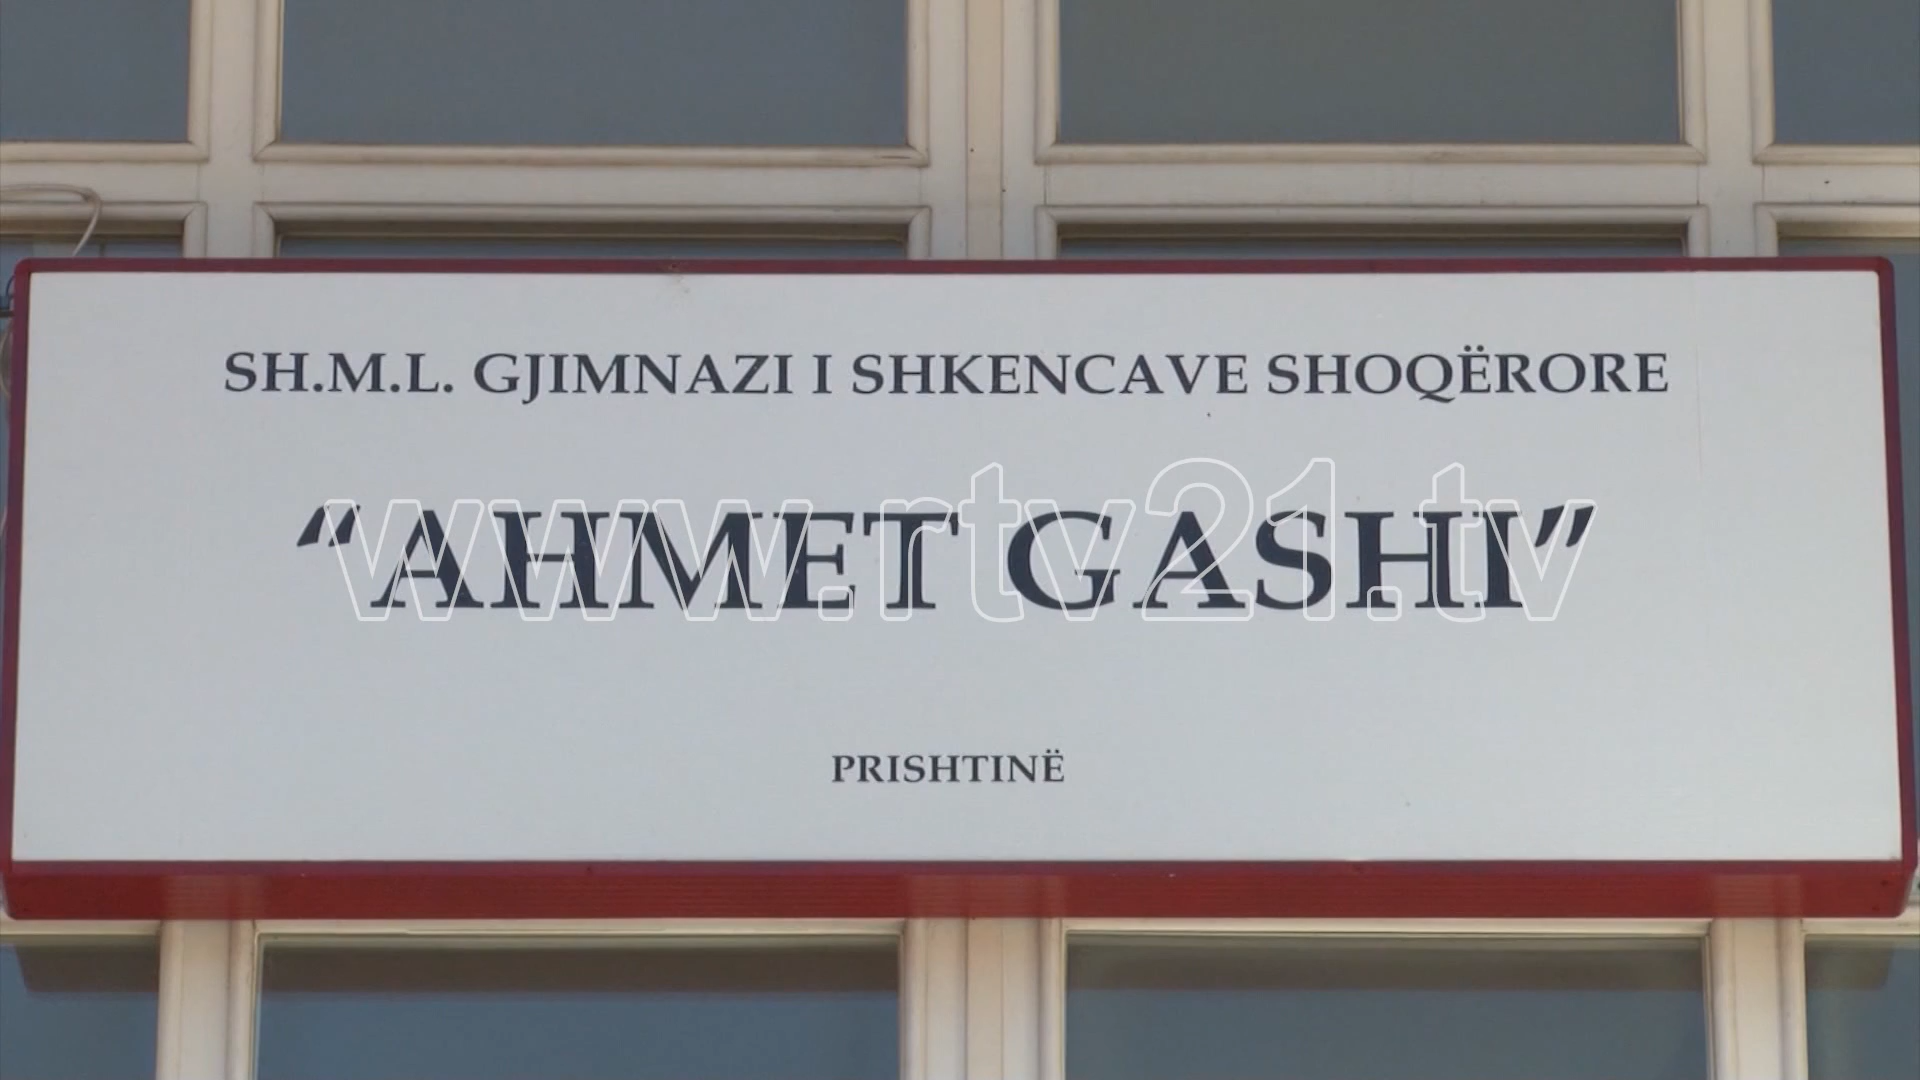 SH.M.L. GJIMNAZI I SHKENCAVE SHOQËRORE
“AHMET GASHI”
www.rtv21.tv
PRISHTINË